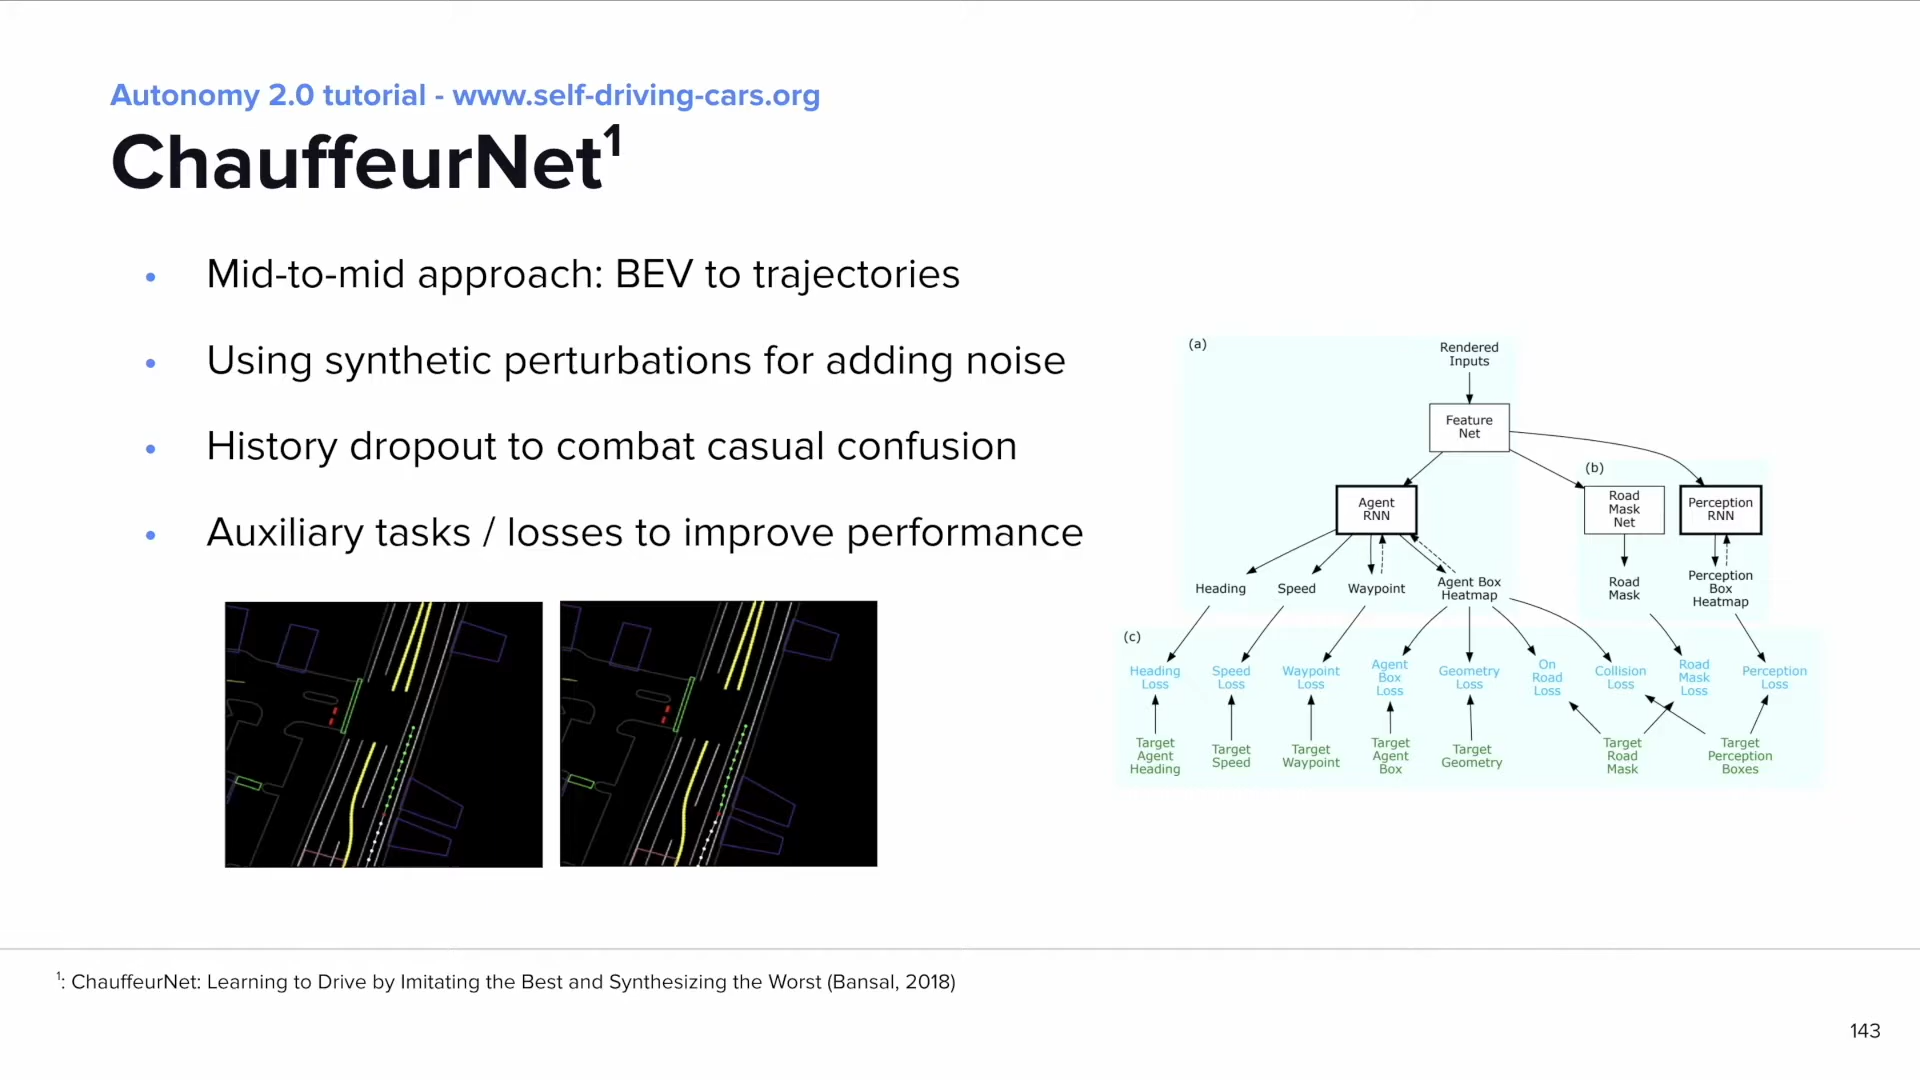 Autonomy 2.0 tutorial - www.self-driving-cars.org
ChauffeurNet¹
• Mid-to-mid approach: BEV to trajectories
• Using synthetic perturbations for adding noise
• History dropout to combat casual confusion
• Auxiliary tasks / losses to improve performance
(a)
Rendered
Inputs
Feature
Net
Agent
RNN
(b)
Road
Mask
Net
Perception
RNN
Heading
Speed
Waypoint
Agent Box
Heatmap
Road
Mask
Perception
Box
Heatmap
(c)
Heading
Loss
Speed
Loss
Waypoint
Loss
Agent
Box
Loss
Geometry
Loss
On
Road
Loss
Collision
Loss
Road
Mask
Loss
Perception
Loss
Target
Agent
Heading
Target
Speed
Target
Waypoint
Target
Agent
Box
Target
Geometry
Target
Road
Mask
Target
Perception
Boxes
¹: ChauffeurNet: Learning to Drive by Imitating the Best and Synthesizing the Worst (Bansal, 2018)
143